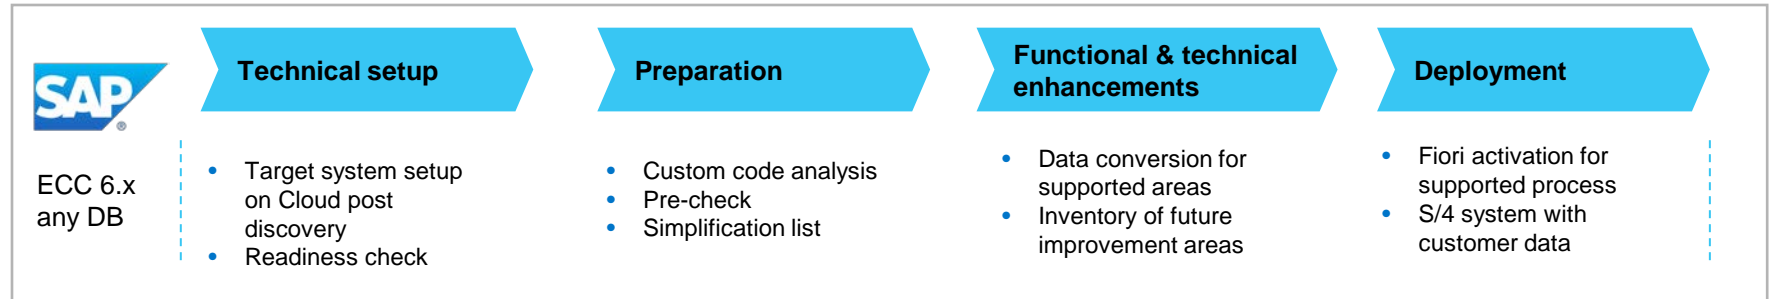 SAP
®
ECC 6.x
any DB
Technical setup
• Target system setup
on Cloud post
discovery
• Readiness check
Preparation
• Custom code analysis
• Pre-check
• Simplification list
Functional & technical
enhancements
• Data conversion for
supported areas
• Inventory of future
improvement areas
Deployment
• Fiori activation for
supported process
• S/4 system with
customer data